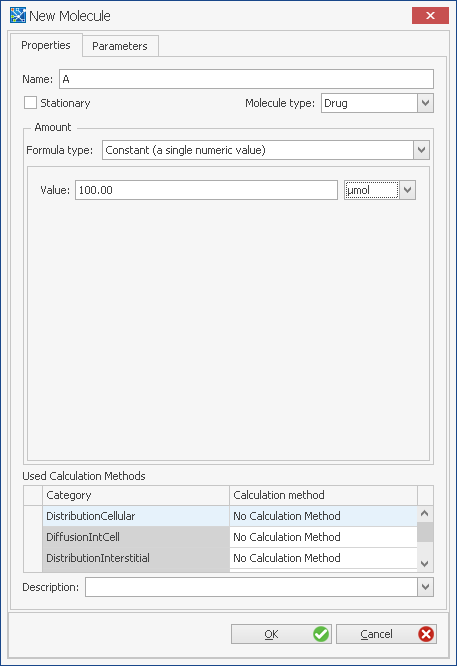 New Molecule
Properties Parameters
Name: A
Stationary Molecule type: Drug
Amount
Formula type: Constant (a single numeric value)
Value: 100.00 µmol
Used Calculation Methods
Category Calculation method
DistributionCellular No Calculation Method
DiffusionIntCell No Calculation Method
DistributionInterstitial No Calculation Method
Description:
OK Cancel